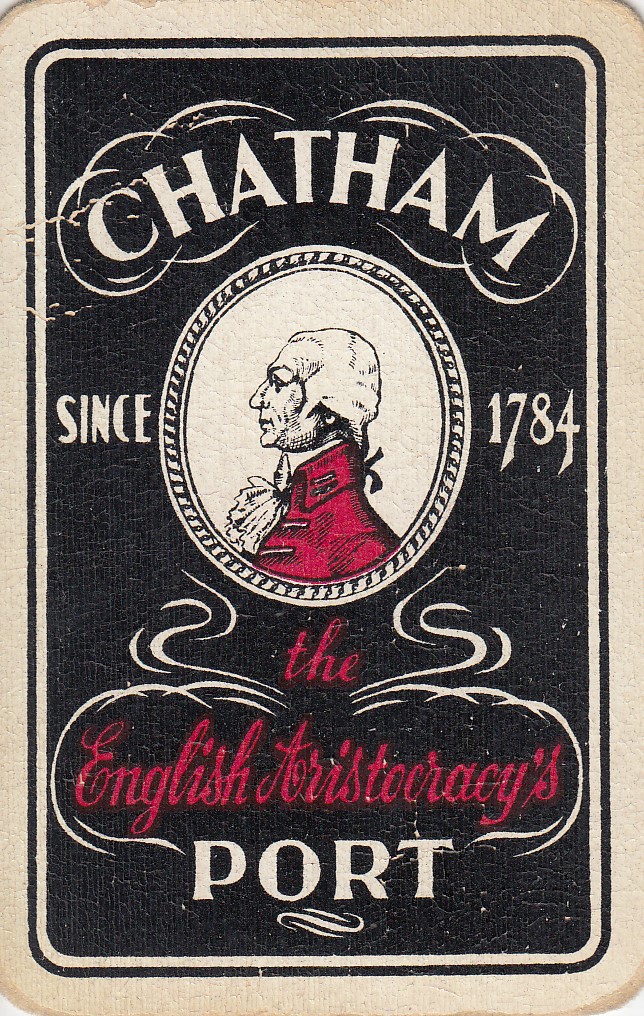 CHATHAM
SINCE 1784
the
English Aristocracy's
PORT